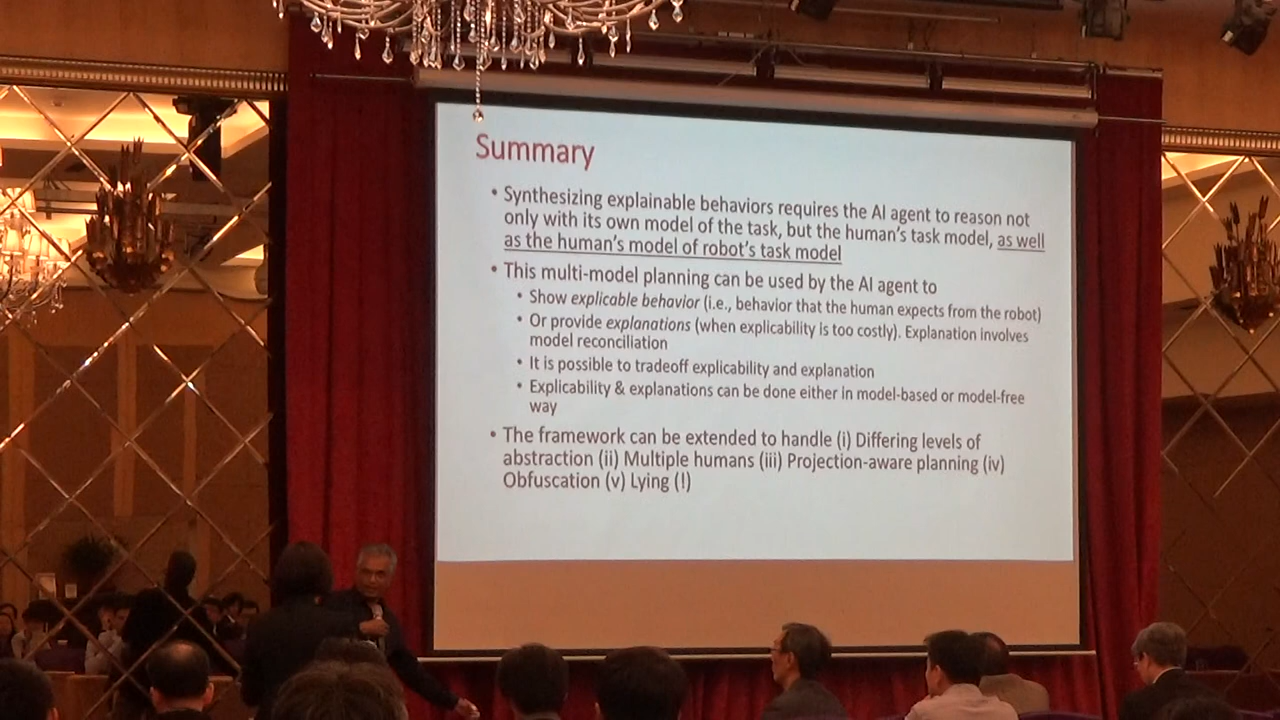 Summary
• Synthesizing explainable behaviors requires the AI agent to reason not
only with its own model of the task, but the human's task model, as well
as the human's model of robot's task model
• This multi-model planning can be used by the AI agent to
• Show explicable behavior (i.e., behavior that the human expects from the robot)
• Or provide explanations (when explicability is too costly). Explanation involves
model reconciliation
• It is possible to tradeoff explicability and explanation
• Explicability & explanations can be done either in model-based or model-free
way
• The framework can be extended to handle (i) Differing levels of
abstraction (ii) Multiple humans (iii) Projection-aware planning (iv)
Obfuscation (v) Lying (!)